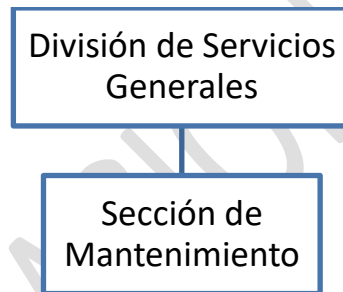 División de Servicios
Generales
Sección de
Mantenimiento